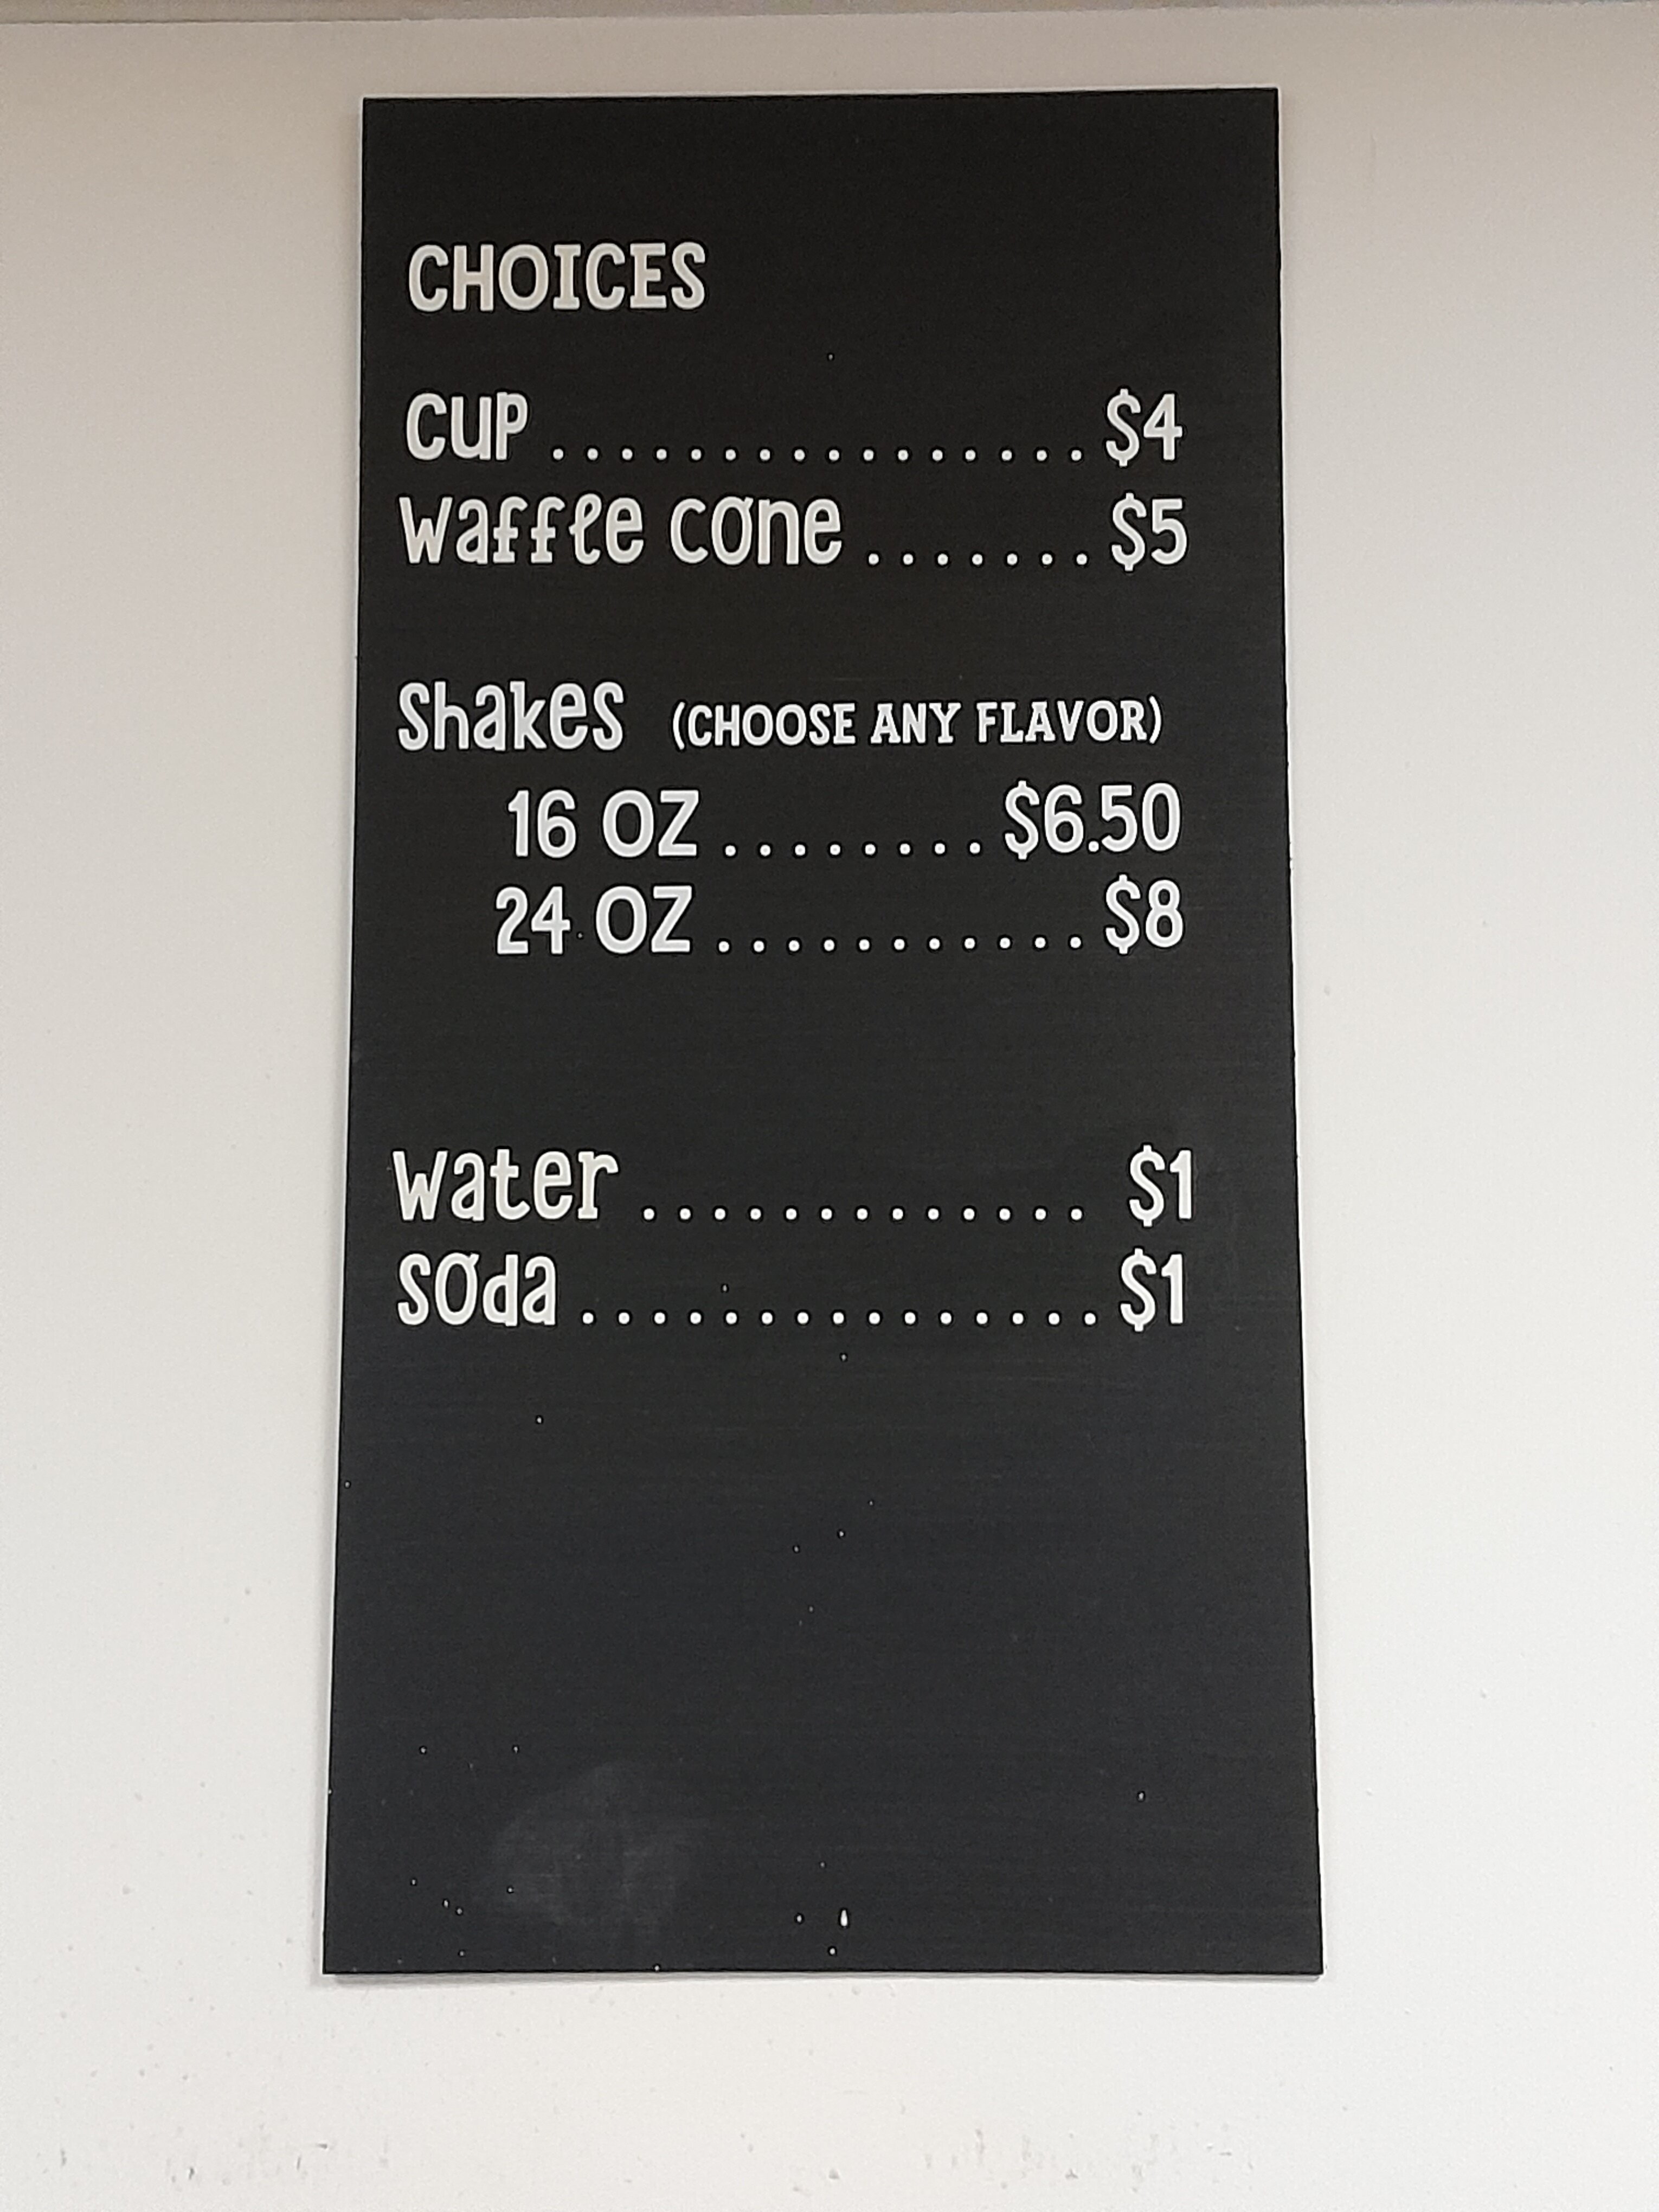 CHOICES
Cup ................ $4
Waffle cone ....... $5
Shakes (CHOOSE ANY FLAVOR)
16 OZ ........ $6.50
24 OZ ........... $8
Water ............. $1
Soda ............... $1